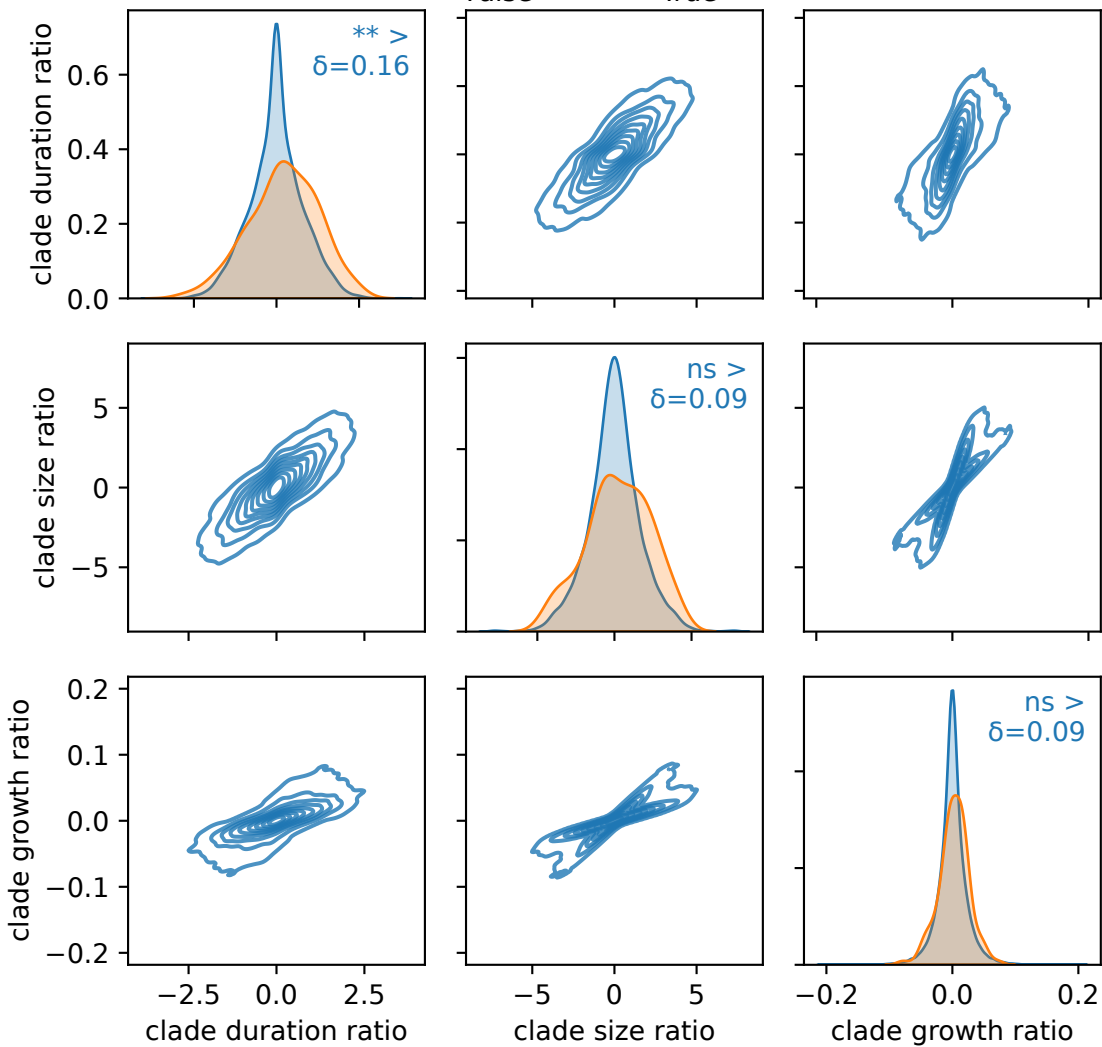 ** >
δ=0.16
clade duration ratio
0.6
0.4
0.2
0.0
ns >
δ=0.09
clade size ratio
5
0
−5
ns >
δ=0.09
clade growth ratio
0.2
0.1
0.0
−0.1
−0.2
−2.5 0.0 2.5
−5 0 5
−0.2 0.0 0.2
clade duration ratio
clade size ratio
clade growth ratio